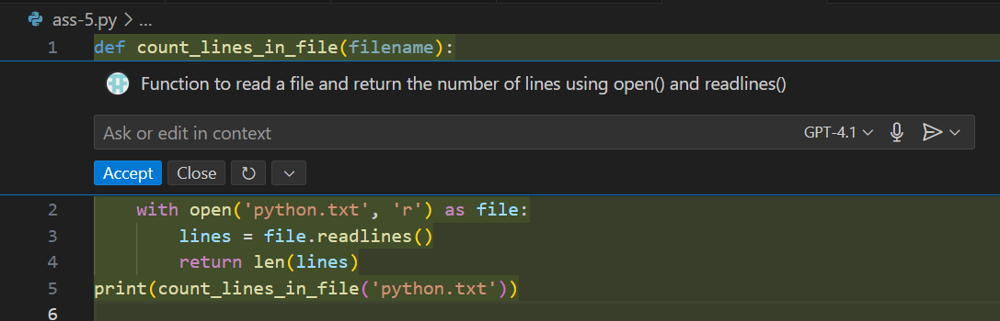 ass-5.py > ...
1 def count_lines_in_file(filename):
Function to read a file and return the number of lines using open() and readlines()
Ask or edit in context GPT-4.1
Accept Close
2 with open('python.txt', 'r') as file:
3 lines = file.readlines()
4 return len(lines)
5 print(count_lines_in_file('python.txt'))
6